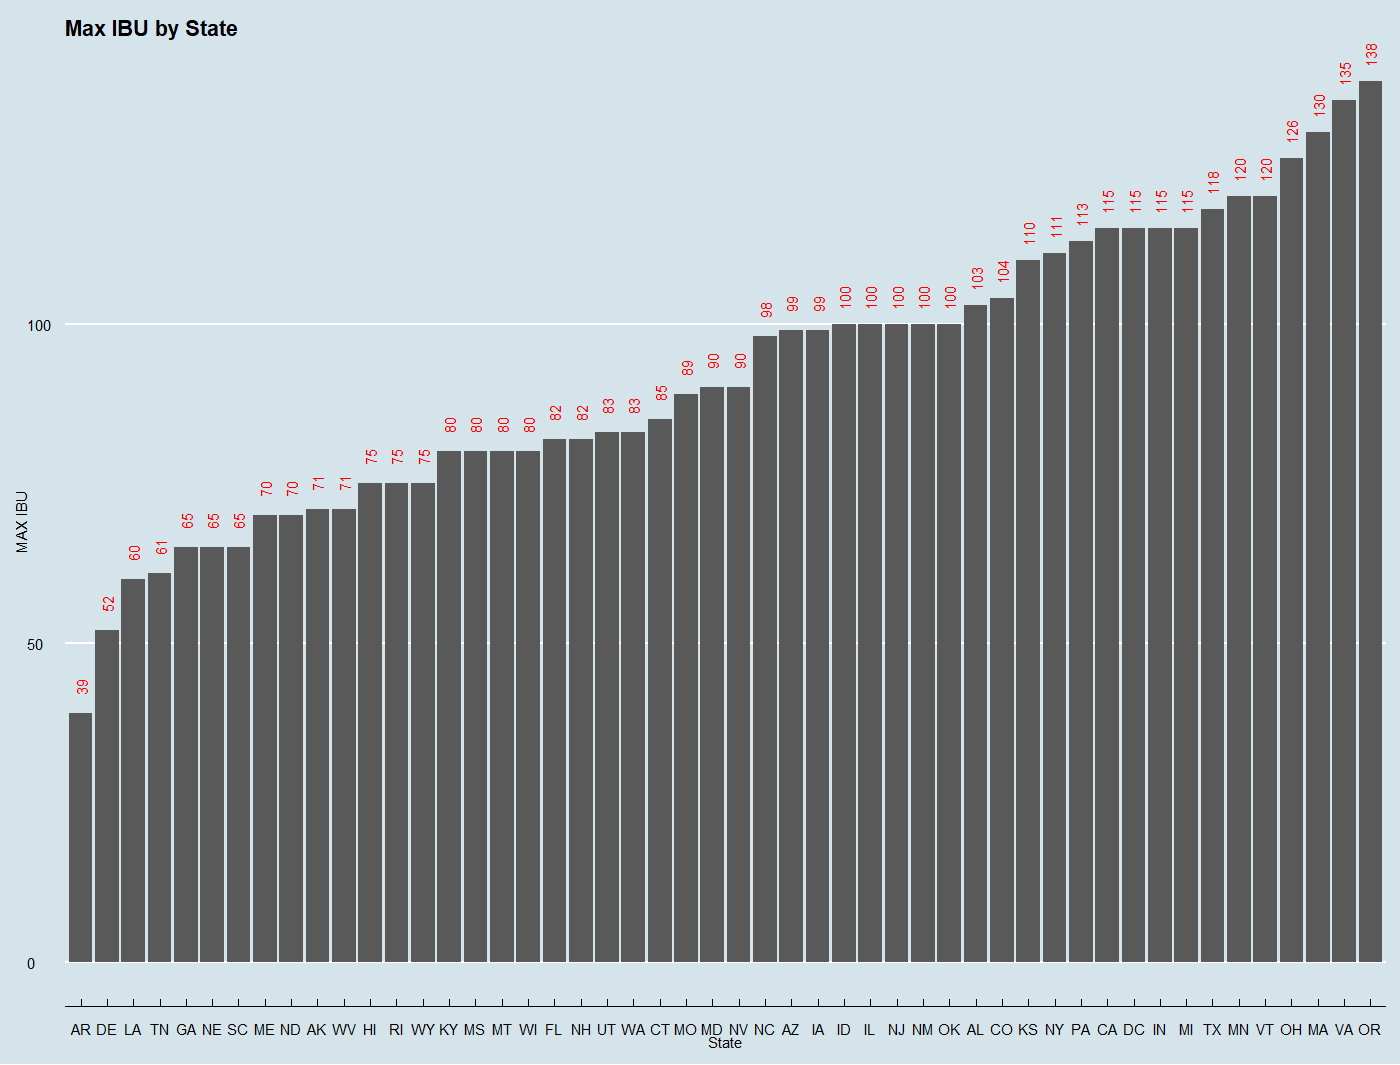 Max IBU by State
39 52 60 61 65 65 65 70 70 71 71 75 75 75 80 80 80 80 82 82 83 83 85 89 90 90 98 99 99 100 100 100 100 100 103 104 110 111 113 115 115 115 115 118 120 120 126 130 135 138
100
50
0
MAX IBU
AR DE LA TN GA NE SC ME ND AK WV HI RI WY KY MS MT WI FL NH UT WA CT MO MD NV NC AZ IA ID IL NJ NM OK AL CO KS NY PA CA DC IN MI TX MN VT OH MA VA OR
State